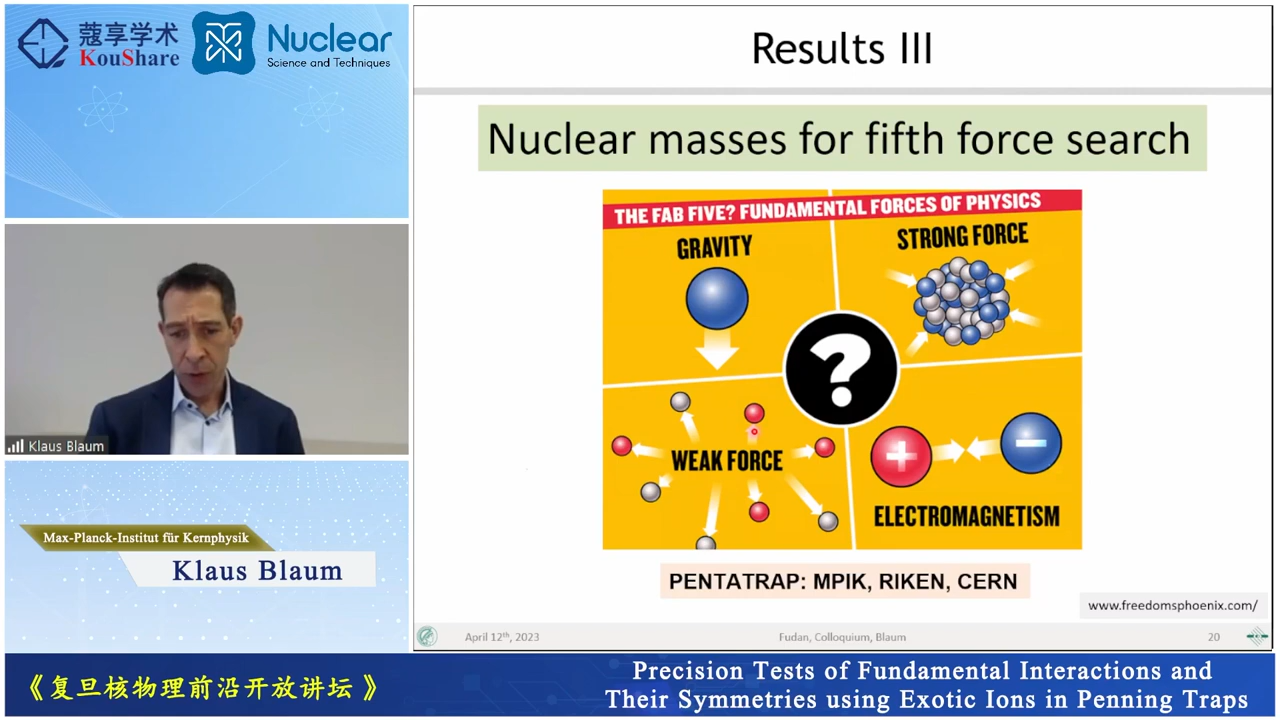 蔻享学术
KouShare
Nuclear
Science and Techniques
Klaus Blaum
Max-Planck-Institut für Kernphysik
Klaus Blaum
Results III
Nuclear masses for fifth force search
THE FAB FIVE? FUNDAMENTAL FORCES OF PHYSICS
GRAVITY
STRONG FORCE
?
WEAK FORCE
+
−
ELECTROMAGNETISM
PENTATRAP: MPIK, RIKEN, CERN
www.freedomsphoenix.com/
April 12th, 2023
Fudan, Colloquium, Blaum
20
《复旦核物理前沿开放讲坛》
Precision Tests of Fundamental Interactions and
Their Symmetries using Exotic Ions in Penning Traps